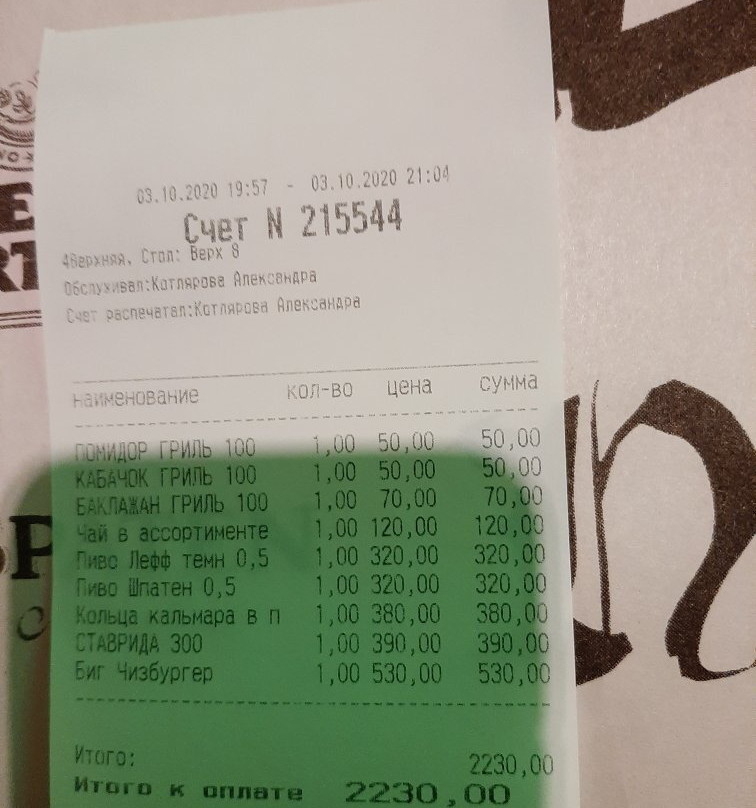 03.10.2020 19:57 - 03.10.2020 21:04
Счет N 215544
4Верхняя, Стол: Верх 8
Обслуживал:Котлярова Александра
Счет распечатал:Котлярова Александра
наименование кол-во цена сумма
ПОМИДОР ГРИЛЬ 100 1,00 50,00 50,00
КАБАЧОК ГРИЛЬ 100 1,00 50,00 50,00
БАКЛАЖАН ГРИЛЬ 100 1,00 70,00 70,00
Чай в ассортименте 1,00 120,00 120,00
Пиво Лефф темн 0,5 1,00 320,00 320,00
Пиво Шпатен 0,5 1,00 320,00 320,00
Кольца кальмара в п 1,00 380,00 380,00
СТАВРИДА 300 1,00 390,00 390,00
Биг Чизбургер 1,00 530,00 530,00
Итого: 2230,00
Итого к оплате 2230,00